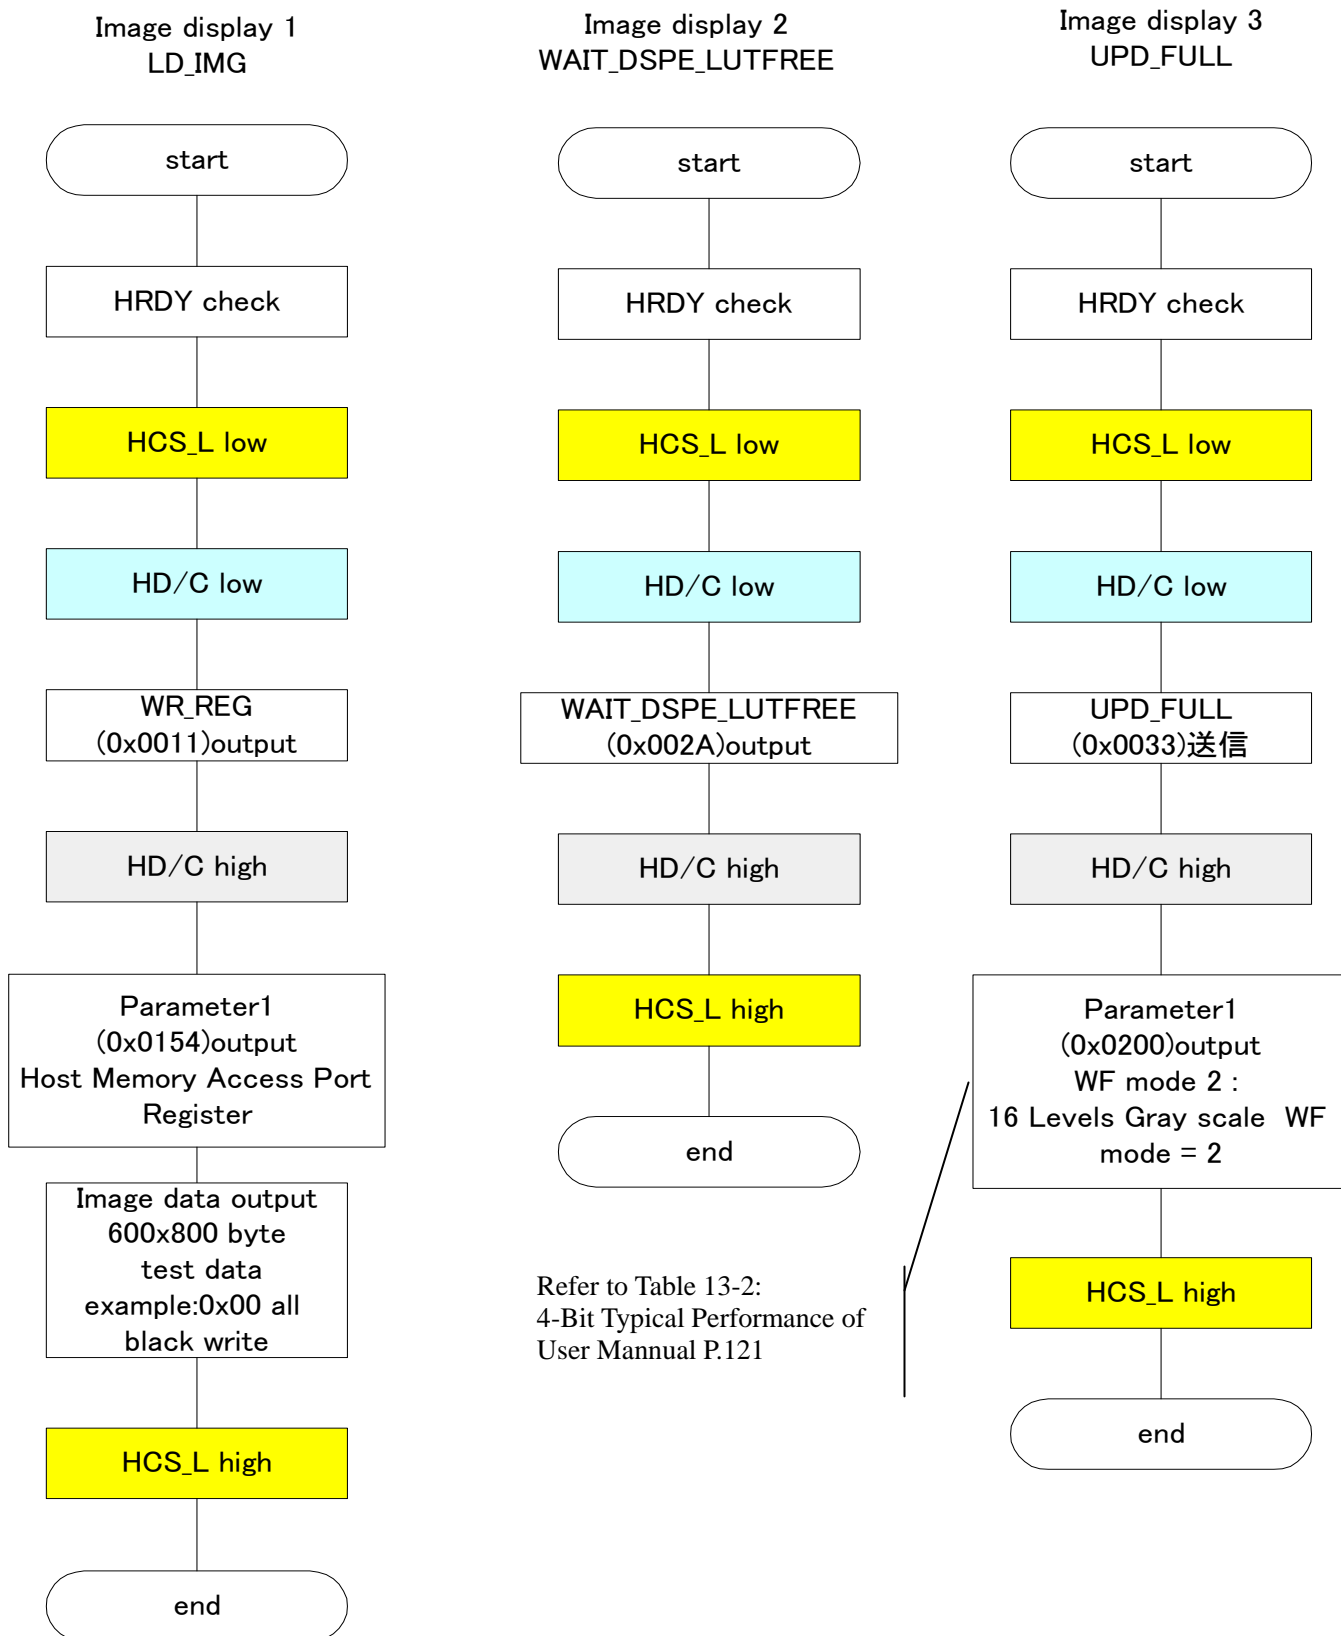 Image display 1
LD_IMG
start
HRDY check
HCS_L low
HD/C low
WR_REG
(0x0011)output
HD/C high
Parameter1
(0x0154)output
Host Memory Access Port
Register
Image data output
600x800 byte
test data
example:0x00 all
black write
HCS_L high
end
Image display 2
WAIT_DSPE_LUTFREE
start
HRDY check
HCS_L low
HD/C low
WAIT_DSPE_LUTFREE
(0x002A)output
HD/C high
HCS_L high
end
Refer to Table 13-2:
4-Bit Typical Performance of
User Mannual P.121
Image display 3
UPD_FULL
start
HRDY check
HCS_L low
HD/C low
UPD_FULL
(0x0033)送信
HD/C high
Parameter1
(0x0200)output
WF mode 2 :
16 Levels Gray scale WF
mode = 2
HCS_L high
end